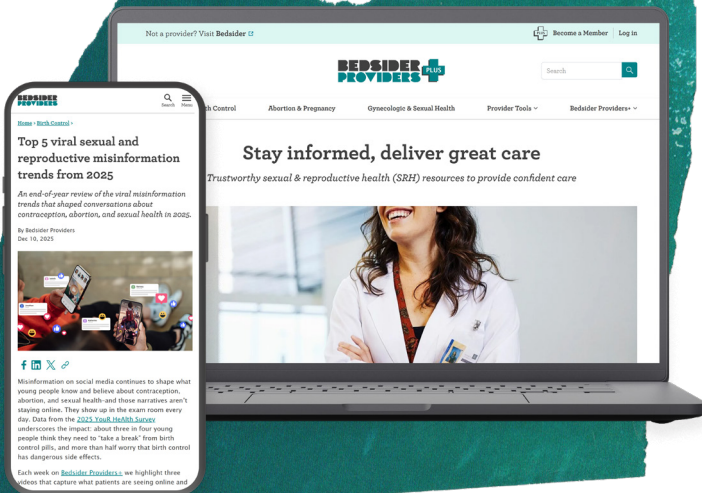 Not a provider? Visit Bedsider
PLUS
Become a Member
Log in
BEDSIDER
PROVIDERS
PLUS
Search
Control
Abortion & Pregnancy
Gynecologic & Sexual Health
Provider Tools
Bedsider Providers+
Stay informed, deliver great care
Trustworthy sexual & reproductive health (SRH) resources to provide confident care
BEDSIDER
PROVIDERS
Search
Menu
Home › Birth Control ›
Top 5 viral sexual and
reproductive misinformation
trends from 2025
An end-of-year review of the viral misinformation
trends that shaped conversations about
contraception, abortion, and sexual health in 2025.
By Bedsider Providers
Dec 10, 2025
Misinformation on social media continues to shape what
young people know and believe about contraception,
abortion, and sexual health–and those narratives aren't
staying online. They show up in the exam room every
day. Data from the 2025 YouR HeAlth Survey
underscores the impact: about three in four young
people think they need to "take a break" from birth
control pills, and more than half worry that birth control
has dangerous side effects.
Each week on Bedsider Providers+ we highlight three
videos that capture what patients are seeing online and